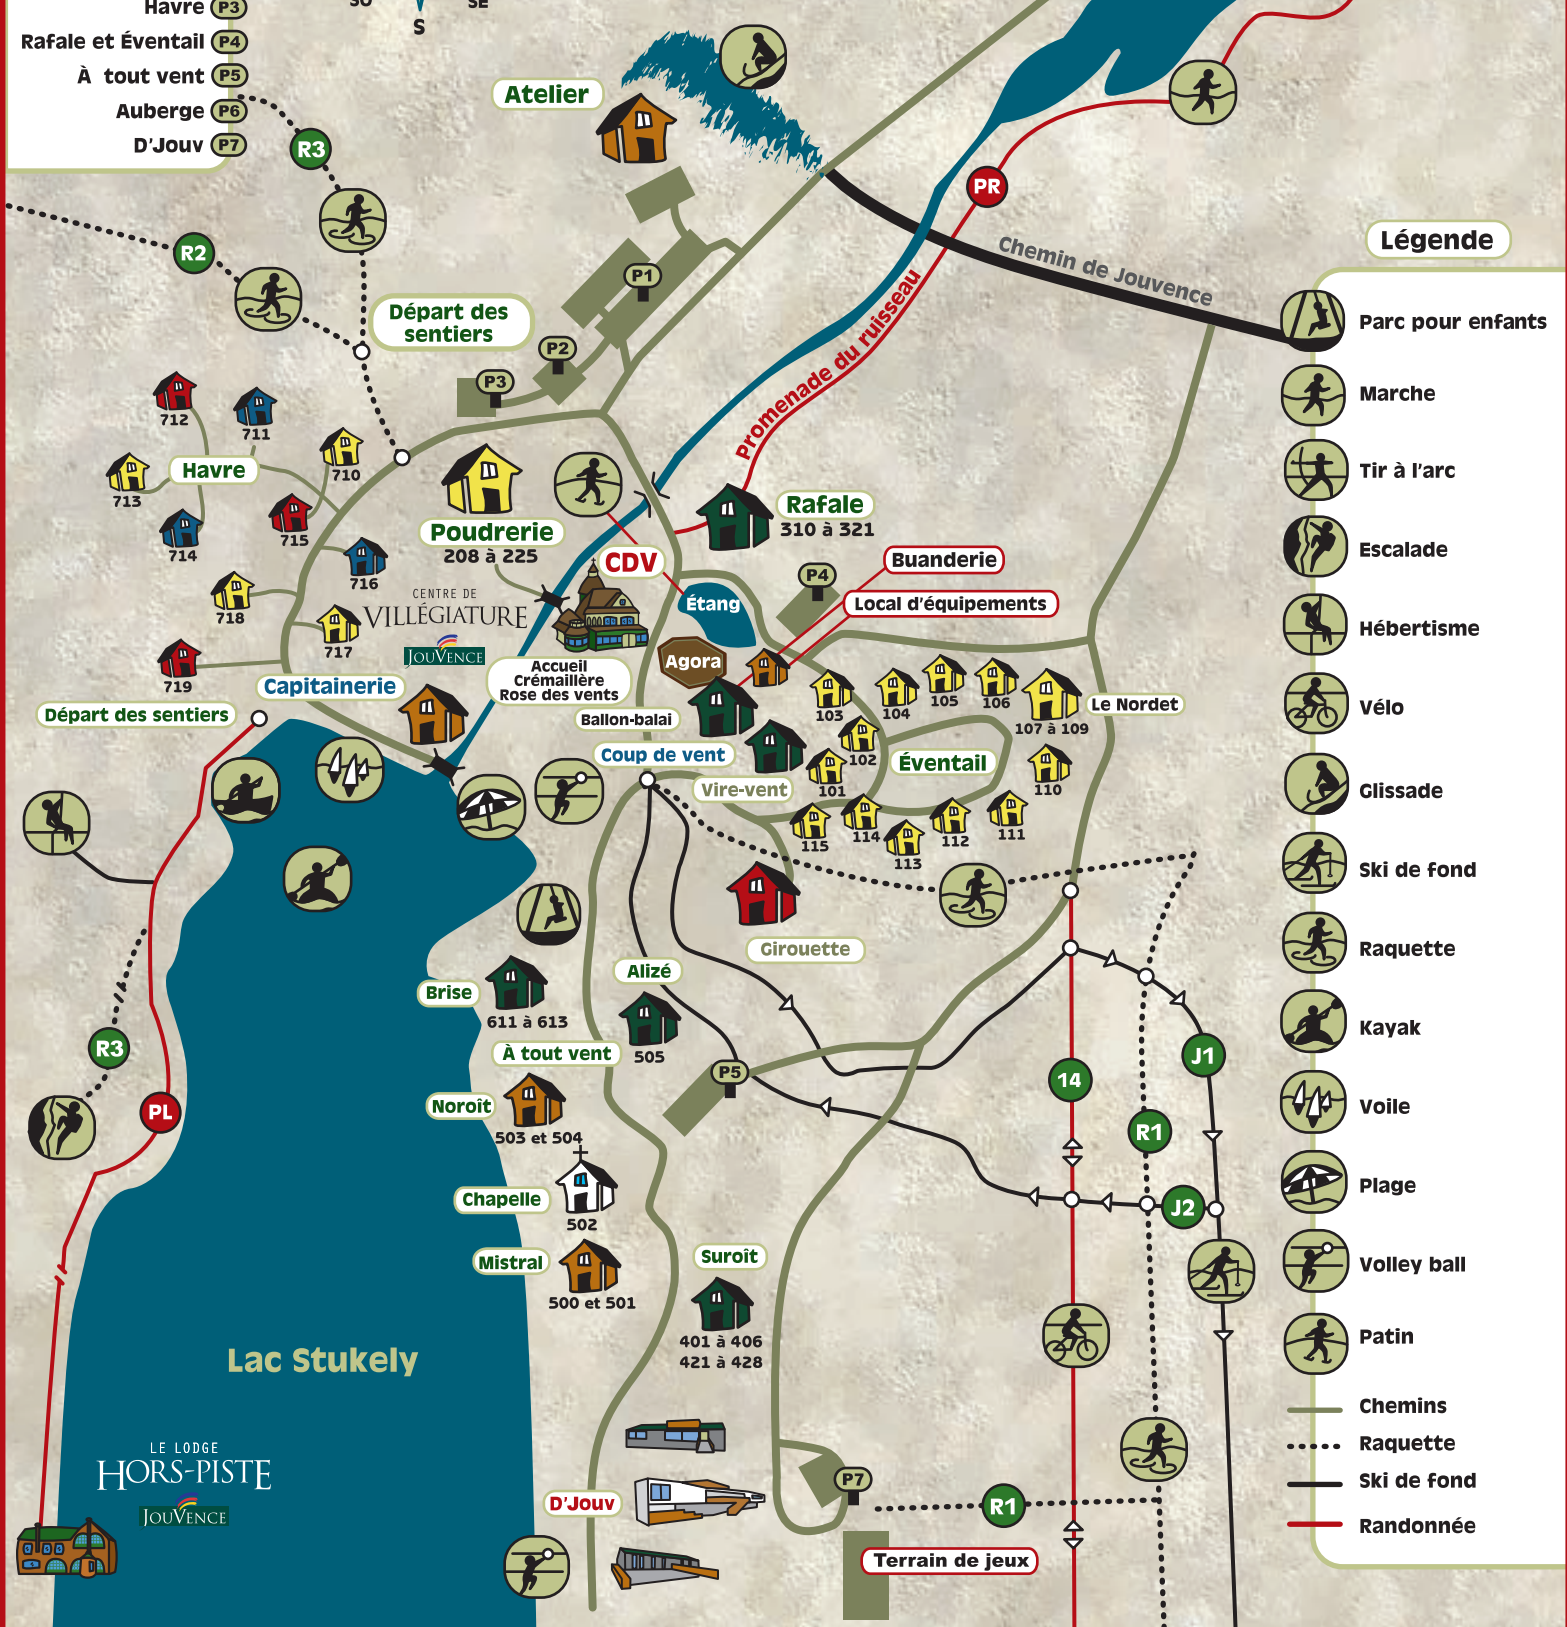 Havre P3
SO
SE
S
Rafale et Éventail P4
À tout vent P5
Auberge P6
D'Jouv P7
R3
Atelier
PR
R2
Chemin de Jouvence
Légende
Parc pour enfants
Marche
Tir à l'arc
Escalade
Hébertisme
Vélo
Glissade
Ski de fond
Raquette
Kayak
Voile
Plage
Volley ball
Patin
Chemins
Raquette
Ski de fond
Randonnée
Départ des
sentiers
P1
P2
P3
Promenade du ruisseau
712
711
710
Havre
713
714
715
716
718
717
719
Poudrerie
208 à 225
Rafale
310 à 321
CDV
Buanderie
P4
Local d'équipements
Étang
CENTRE DE
VILLÉGIATURE
JOUVENCE
Agora
Accueil
Crémaillère
Rose des vents
Capitainerie
Départ des sentiers
Ballon-balai
Coup de vent
Vire-vent
103
104
105
106
107 à 109
Le Nordet
102
101
Éventail
110
115
114
113
112
111
Girouette
Alizé
505
Brise
611 à 613
À tout vent
P5
Noroît
503 et 504
Chapelle
502
Mistral
500 et 501
Suroît
401 à 406
421 à 428
R3
PL
14
J1
R1
J2
Lac Stukely
LE LODGE
HORS-PISTE
JOUVENCE
D'Jouv
P7
R1
Terrain de jeux